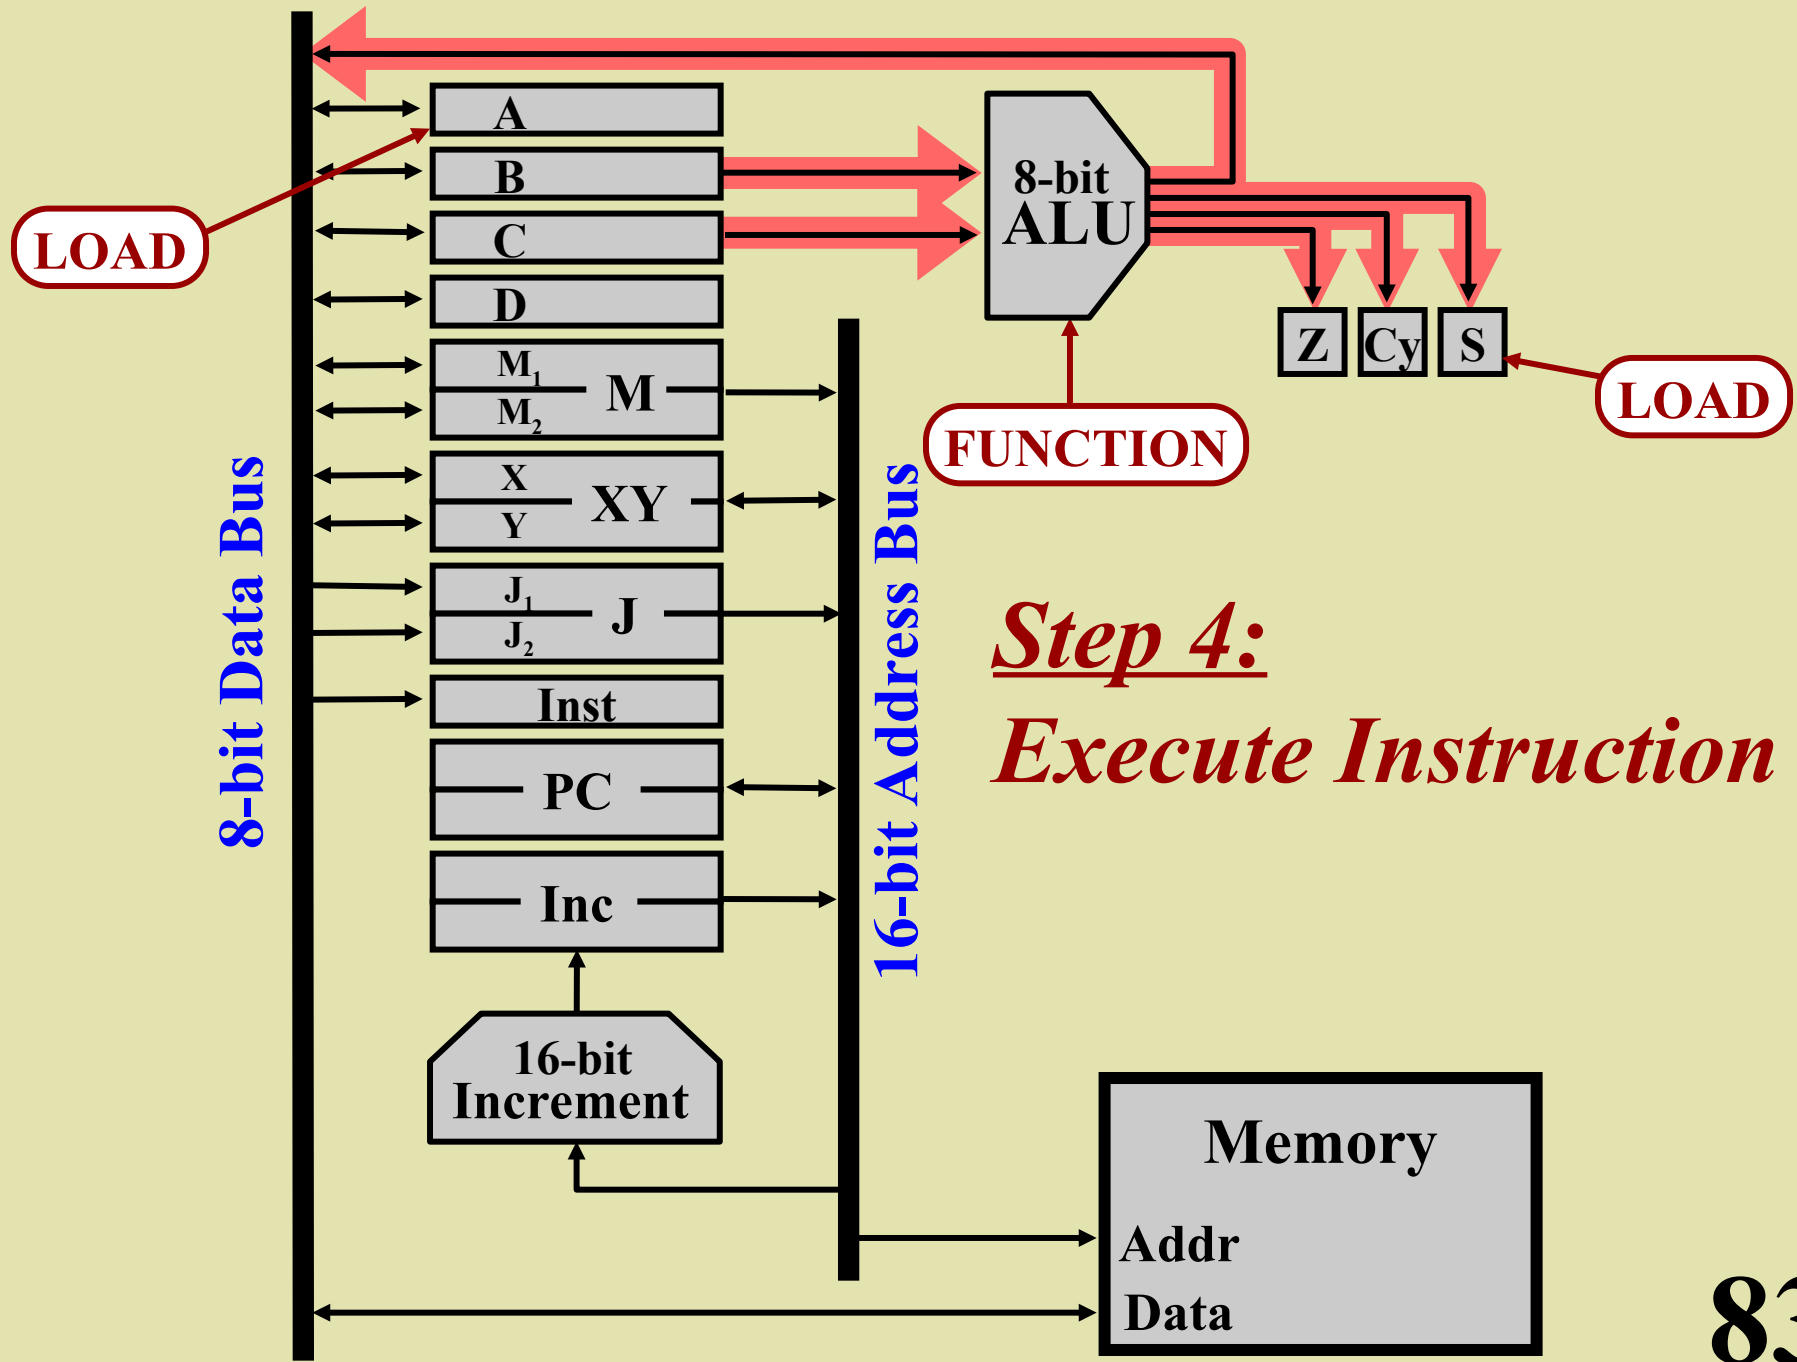 A
B
C
D
M1
M
M2
X
XY
Y
J1
J
J2
Inst
PC
Inc
16-bit
Increment
LOAD
8-bit Data Bus
16-bit Address Bus
8-bit
ALU
FUNCTION
Z
Cy
S
LOAD
Step 4:
Execute Instruction
Memory
Addr
Data